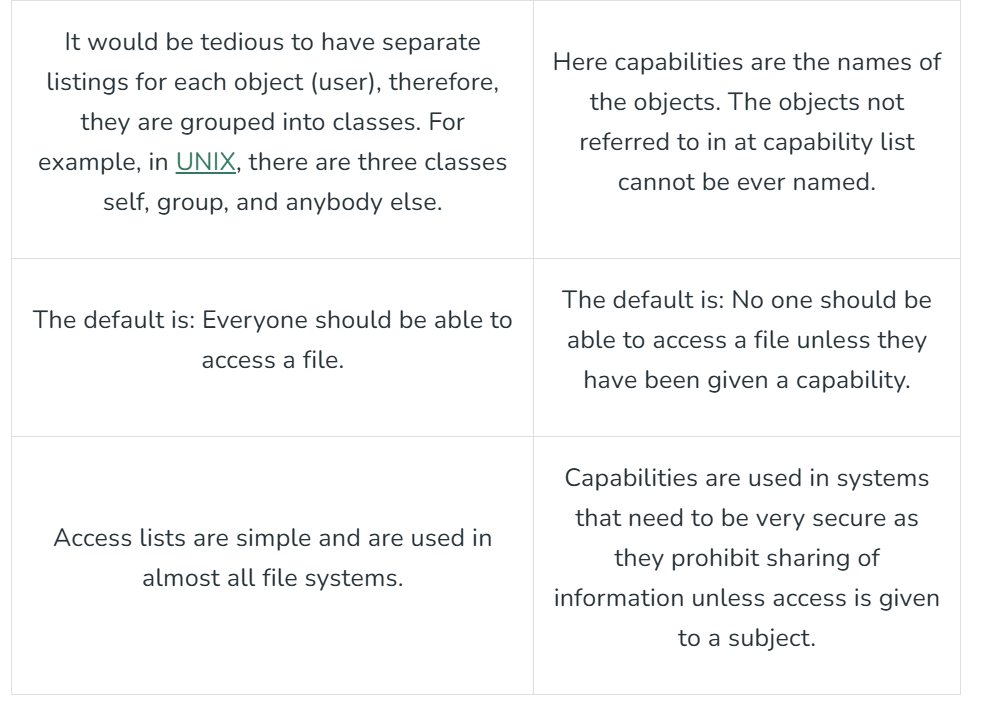 It would be tedious to have separate
listings for each object (user), therefore,
they are grouped into classes. For
example, in UNIX, there are three classes
self, group, and anybody else.
Here capabilities are the names of
the objects. The objects not
referred to in at capability list
cannot be ever named.
The default is: Everyone should be able to
access a file.
The default is: No one should be
able to access a file unless they
have been given a capability.
Access lists are simple and are used in
almost all file systems.
Capabilities are used in systems
that need to be very secure as
they prohibit sharing of
information unless access is given
to a subject.